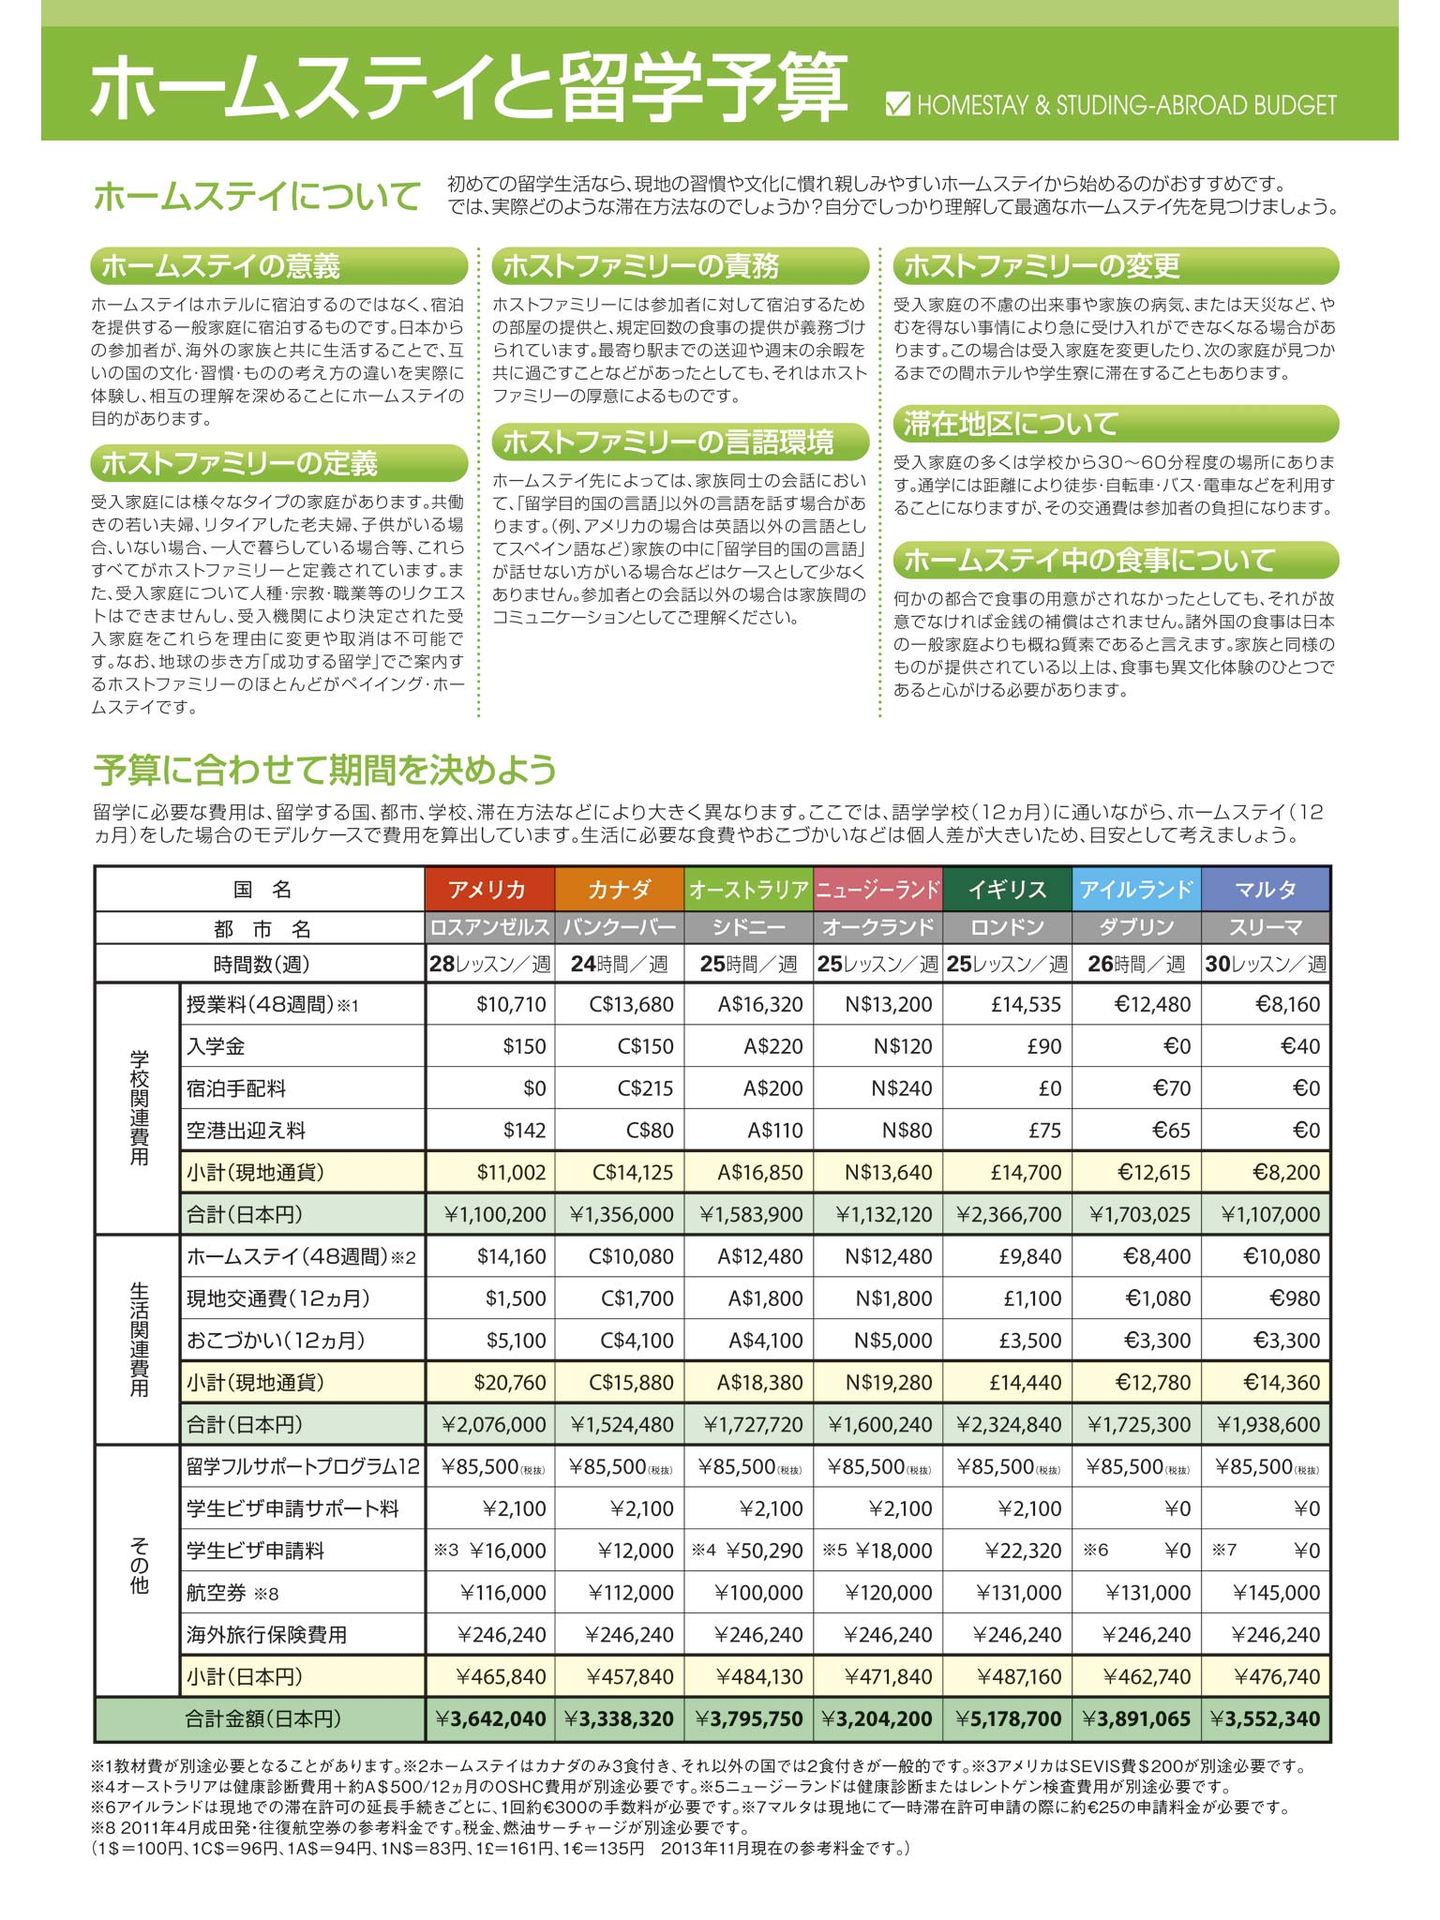 ホームステイと留学予算 HOMESTAY & STUDING-ABROAD BUDGET
ホームステイについて
初めての留学生活なら、現地の習慣や文化に慣れ親しみやすいホームステイから始めるのがおすすめです。
では、実際どのような滞在方法なのでしょうか？自分でしっかり理解して最適なホームステイ先を見つけましょう。
ホームステイの意義
ホームステイはホテルに宿泊するのではなく、宿泊
を提供する一般家庭に宿泊するものです。日本から
の参加者が、海外の家族と共に生活することで、互
いの国の文化・習慣・ものの考え方の違いを実際に
体験し、相互の理解を深めることにホームステイの
目的があります。
ホストファミリーの定義
受入家庭には様々なタイプの家庭があります。共働
きの若い夫婦、リタイアした老夫婦、子供がいる場
合、いない場合、一人で暮らしている場合等、これら
すべてがホストファミリーと定義されています。ま
た、受入家庭について人種・宗教・職業等のリクエス
トはできませんし、受入機関により決定された受
入家庭をこれらを理由に変更や取消は不可能で
す。なお、地球の歩き方「成功する留学」でご案内す
るホストファミリーのほとんどがペイイング・ホー
ムステイです。
ホストファミリーの責務
ホストファミリーには参加者に対して宿泊するため
の部屋の提供と、規定回数の食事の提供が義務づけ
られています。最寄り駅までの送迎や週末の余暇を
共に過ごすことなどがあったとしても、それはホスト
ファミリーの厚意によるものです。
ホストファミリーの言語環境
ホームステイ先によっては、家族同士の会話におい
て、「留学目的国の言語」以外の言語を話す場合があ
ります。（例、アメリカの場合は英語以外の言語とし
てスペイン語など）家族の中に「留学目的国の言語」
が話せない方がいる場合などはケースとして少なく
ありません。参加者との会話以外の場合は家族間の
コミュニケーションとしてご理解ください。
ホストファミリーの変更
受入家庭の不慮の出来事や家族の病気、または天災など、や
むを得ない事情により急に受け入れができなくなる場合があ
ります。この場合は受入家庭を変更したり、次の家庭が見つか
るまでの間ホテルや学生寮に滞在することもあります。
滞在地区について
受入家庭の多くは学校から30〜60分程度の場所にありま
す。通学には距離により徒歩・自転車・バス・電車などを利用す
ることになりますが、その交通費は参加者の負担になります。
ホームステイ中の食事について
何かの都合で食事の用意がされなかったとしても、それが故
意でなければ金銭の補償はされません。諸外国の食事は日本
の一般家庭よりも概ね質素であると言えます。家族と同様の
ものが提供されている以上は、食事も異文化体験のひとつで
あると心がける必要があります。
予算に合わせて期間を決めよう
留学に必要な費用は、留学する国、都市、学校、滞在方法などにより大きく異なります。ここでは、語学学校（12ヵ月）に通いながら、ホームステイ（12
ヵ月）をした場合のモデルケースで費用を算出しています。生活に必要な食費やおこづかいなどは個人差が大きいため、目安として考えましょう。
国 名 アメリカ カナダ オーストラリア ニュージーランド イギリス アイルランド マルタ
都 市 名 ロスアンゼルス バンクーバー シドニー オークランド ロンドン ダブリン スリーマ
時間数（週） 28レッスン／週 24時間／週 25時間／週 25レッスン／週 25レッスン／週 26時間／週 30レッスン／週
学校関連費用
授業料（48週間）※1 $10,710 C$13,680 A$16,320 N$13,200 £14,535 €12,480 €8,160
入学金 $150 C$150 A$220 N$120 £90 €0 €40
宿泊手配料 $0 C$215 A$200 N$240 £0 €70 €0
空港出迎え料 $142 C$80 A$110 N$80 £75 €65 €0
小計（現地通貨） $11,002 C$14,125 A$16,850 N$13,640 £14,700 €12,615 €8,200
合計（日本円） ¥1,100,200 ¥1,356,000 ¥1,583,900 ¥1,132,120 ¥2,366,700 ¥1,703,025 ¥1,107,000
生活関連費用
ホームステイ（48週間）※2 $14,160 C$10,080 A$12,480 N$12,480 £9,840 €8,400 €10,080
現地交通費（12ヵ月） $1,500 C$1,700 A$1,800 N$1,800 £1,100 €1,080 €980
おこづかい（12ヵ月） $5,100 C$4,100 A$4,100 N$5,000 £3,500 €3,300 €3,300
小計（現地通貨） $20,760 C$15,880 A$18,380 N$19,280 £14,440 €12,780 €14,360
合計（日本円） ¥2,076,000 ¥1,524,480 ¥1,727,720 ¥1,600,240 ¥2,324,840 ¥1,725,300 ¥1,938,600
その他
留学フルサポートプログラム12 ¥85,500（税抜） ¥85,500（税抜） ¥85,500（税抜） ¥85,500（税抜） ¥85,500（税抜） ¥85,500（税抜） ¥85,500（税抜）
学生ビザ申請サポート料 ¥2,100 ¥2,100 ¥2,100 ¥2,100 ¥2,100 ¥0 ¥0
学生ビザ申請料 ※3 ¥16,000 ¥12,000 ※4 ¥50,290 ※5 ¥18,000 ¥22,320 ※6 ¥0 ※7 ¥0
航空券 ※8 ¥116,000 ¥112,000 ¥100,000 ¥120,000 ¥131,000 ¥131,000 ¥145,000
海外旅行保険費用 ¥246,240 ¥246,240 ¥246,240 ¥246,240 ¥246,240 ¥246,240 ¥246,240
小計（日本円） ¥465,840 ¥457,840 ¥484,130 ¥471,840 ¥487,160 ¥462,740 ¥476,740
合計金額（日本円） ¥3,642,040 ¥3,338,320 ¥3,795,750 ¥3,204,200 ¥5,178,700 ¥3,891,065 ¥3,552,340
※1教材費が別途必要となることがあります。※2ホームステイはカナダのみ3食付き、それ以外の国では2食付きが一般的です。※3アメリカはSEVIS費＄200が別途必要です。
※4オーストラリアは健康診断費用＋約A＄500/12ヵ月のOSHC費用が別途必要です。※5ニュージーランドは健康診断またはレントゲン検査費用が別途必要です。
※6アイルランドは現地での滞在許可の延長手続きごとに、1回約€300の手数料が必要です。※7マルタは現地にて一時滞在許可申請の際に約€25の申請料金が必要です。
※8 2011年4月成田発・往復航空券の参考料金です。税金、燃油サーチャージが別途必要です。
（1＄＝100円、1C＄＝96円、1A＄＝94円、1N＄＝83円、1£＝161円、1€＝135円 2013年11月現在の参考料金です。）